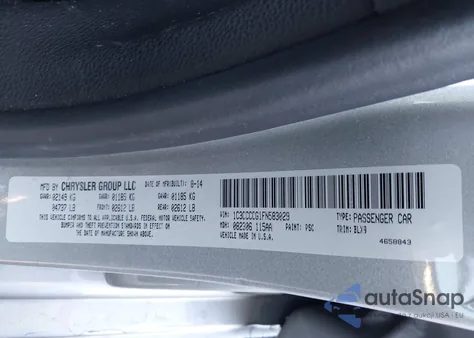 MFD BY CHRYSLER GROUP LLC DATE OF MFR(BUILT): 8-14
GVWR: 02149 KG GAWR: 01185 KG GAWR: 01185 KG
04737 LB FRONT: 02612 LB REAR: 02612 LB
THIS VEHICLE CONFORMS TO ALL APPLICABLE U.S.A. FEDERAL MOTOR VEHICLE SAFETY,
BUMPER AND THEFT PREVENTION STANDARDS IN EFFECT ON THE
DATE OF MANUFACTURE SHOWN ABOVE.
VIN: 1C3CCCCG1FN583029 TYPE: PASSENGER CAR
MDH: 082306 115AA PAINT: PSC TRIM: BLX9
VEHICLE MADE IN U.S.A. 4658843
autoSnap
USA | EU